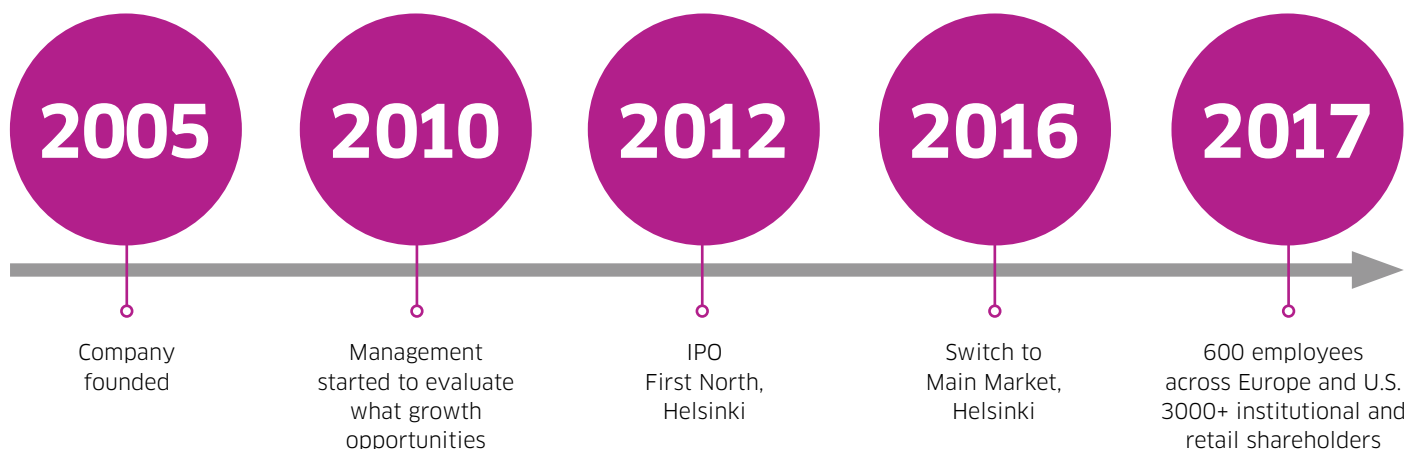 2005
2010
2012
2016
2017
Company
founded
Management
started to evaluate
what growth
opportunities
IPO
First North,
Helsinki
Switch to
Main Market,
Helsinki
600 employees
across Europe and U.S.
3000+ institutional and
retail shareholders